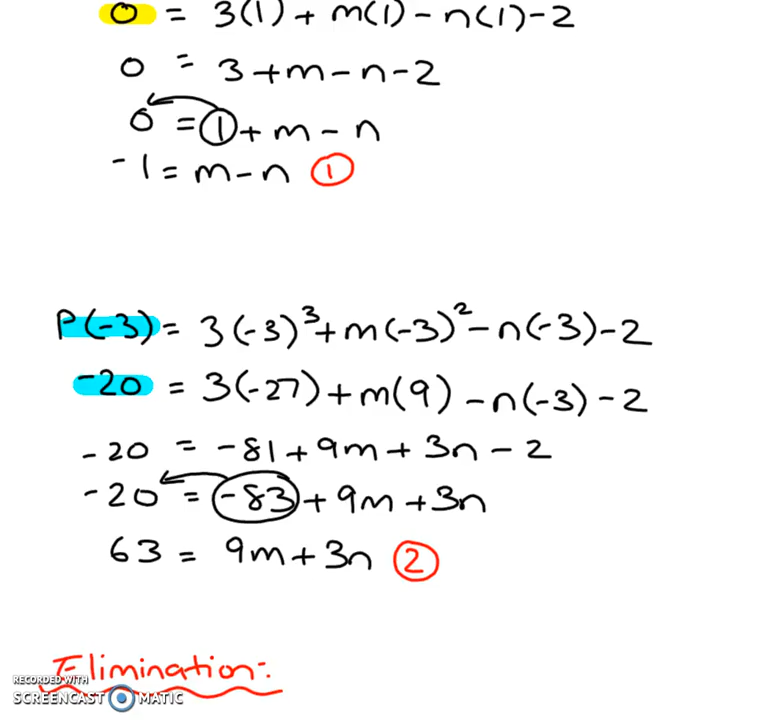 0 = 3(1) + m(1) - n(1) - 2
0 = 3 + m - n - 2
0 = 1 + m - n
-1 = m - n ①
P(-3) = 3(-3)³ + m(-3)² - n(-3) - 2
-20 = 3(-27) + m(9) - n(-3) - 2
-20 = -81 + 9m + 3n - 2
-20 = -83 + 9m + 3n
63 = 9m + 3n ②
Elimination:
RECORDED WITH
SCREENCAST MATIC